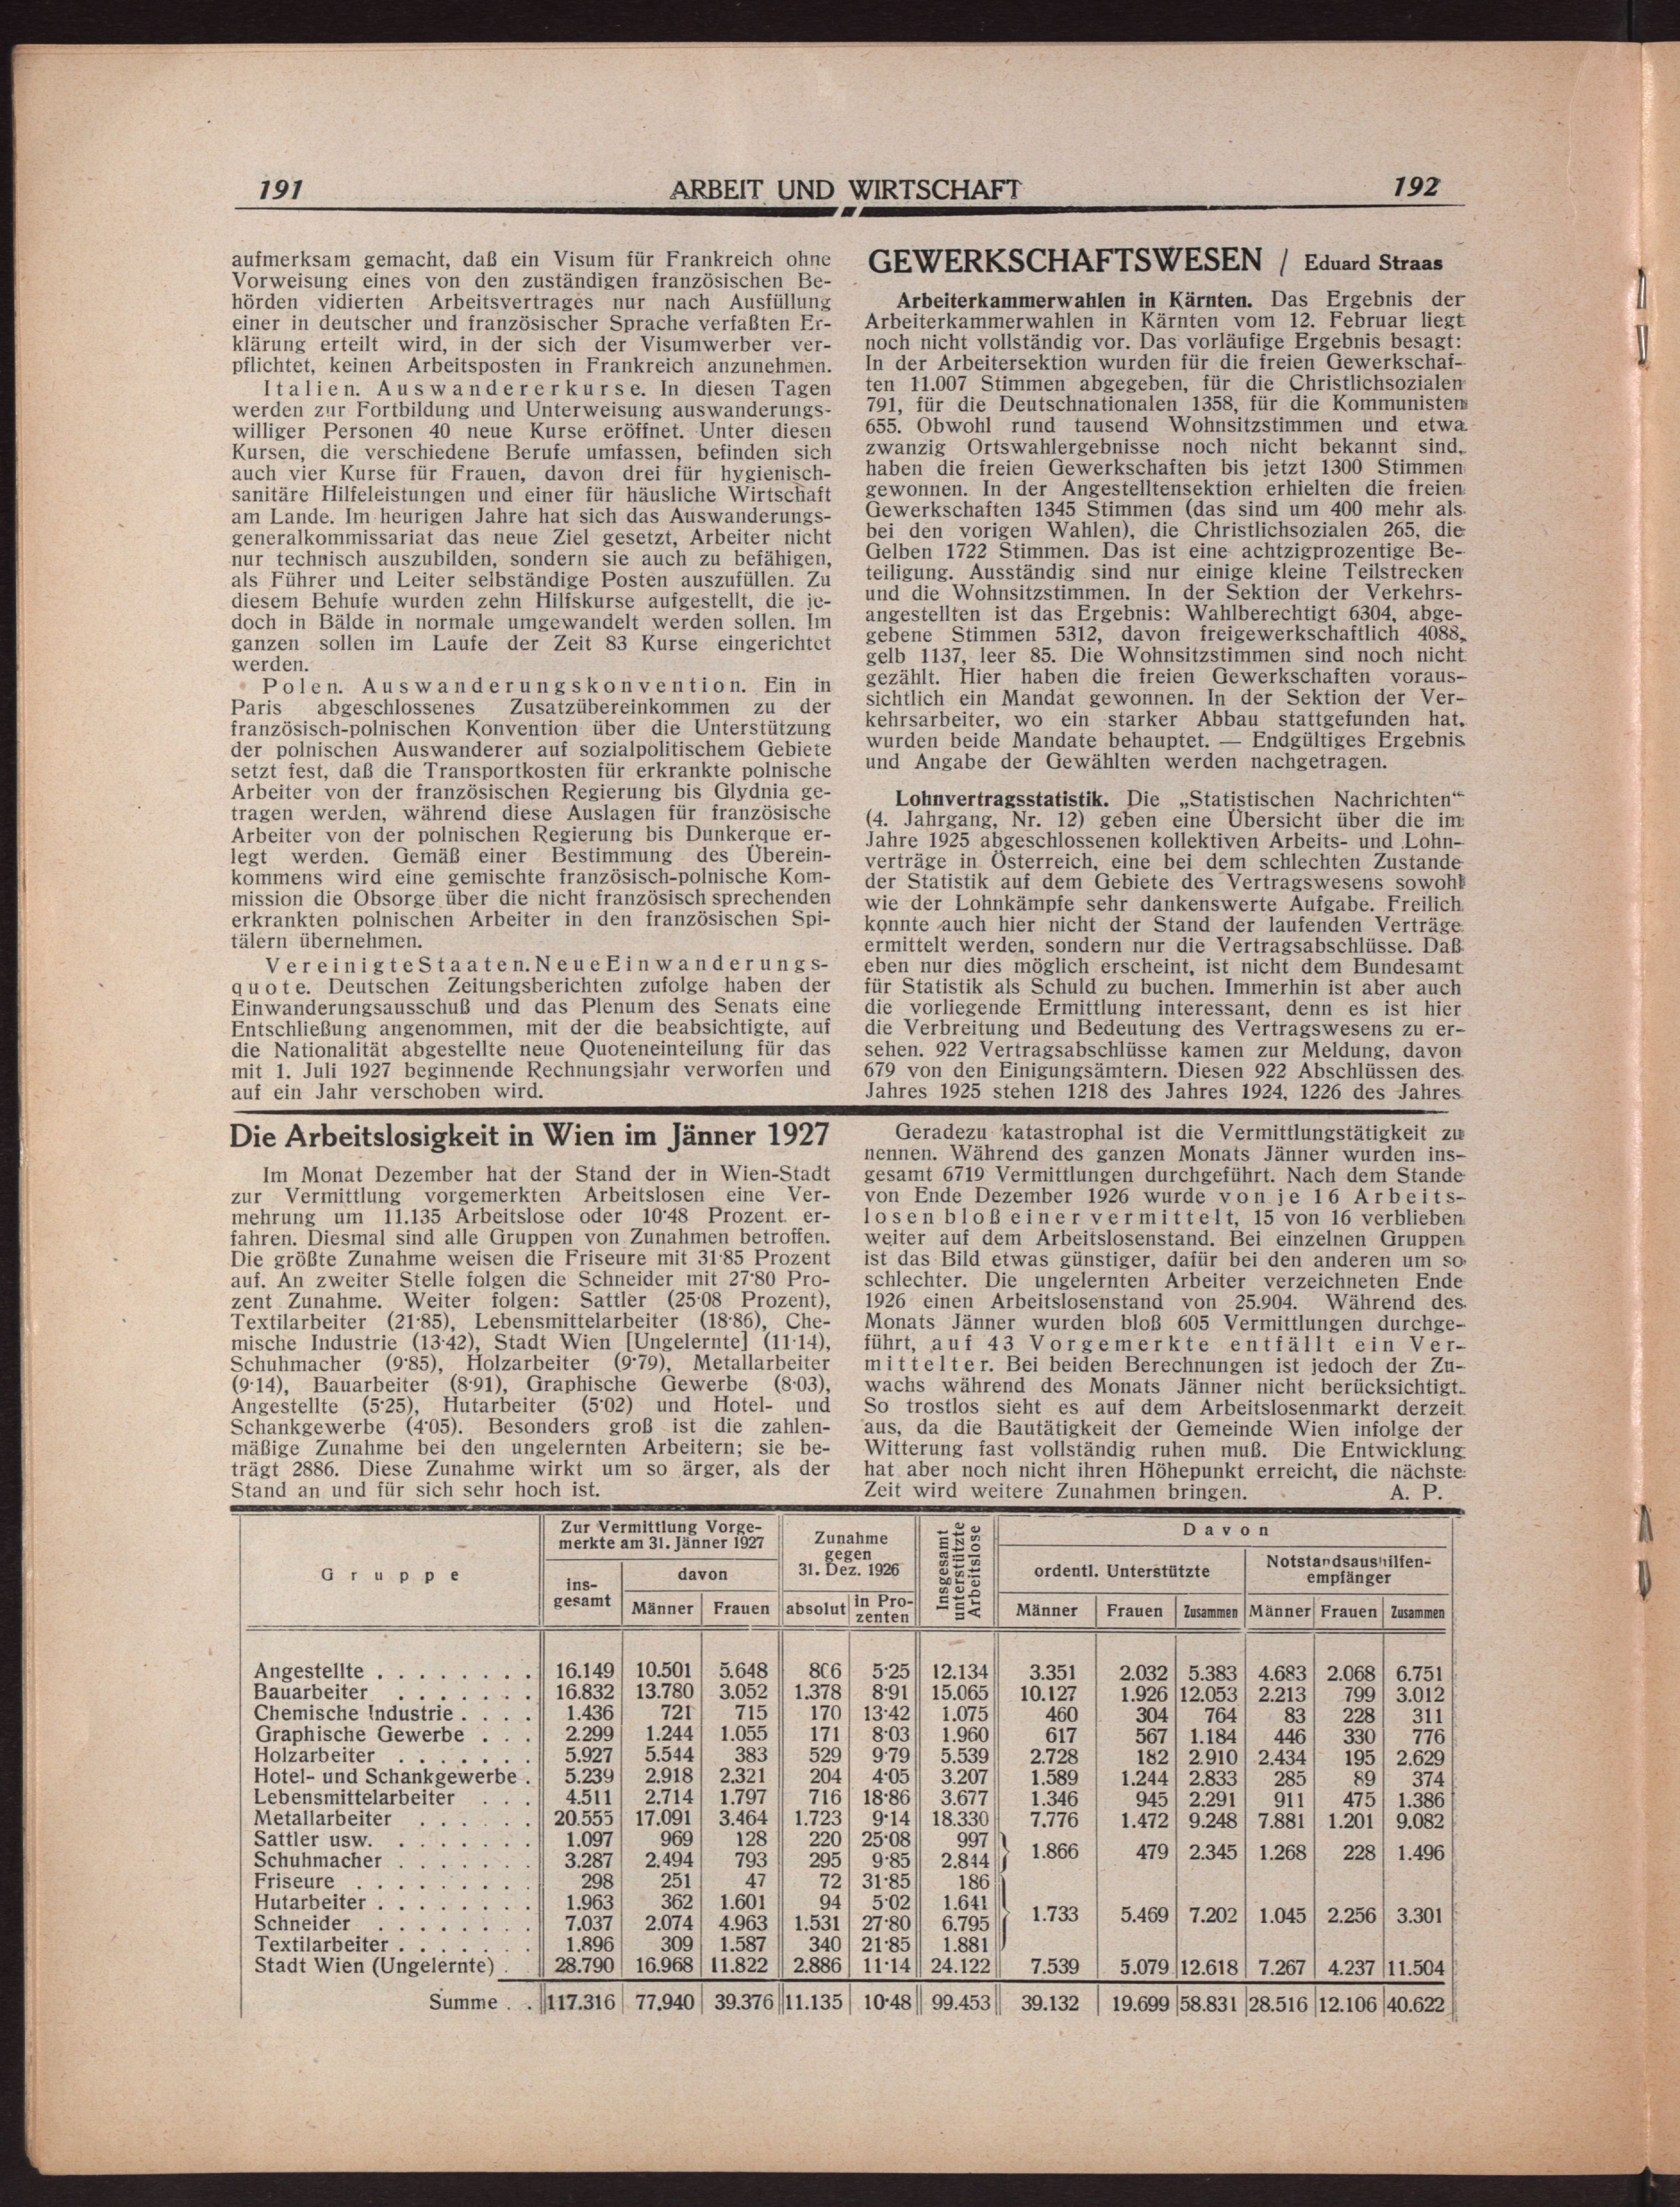 191
ARBEIT UND WIRTSCHAFT
192
aufmerksam gemacht, daß ein Visum für Frankreich ohne
Vorweisung eines von den zuständigen französischen Be-
hörden vidierten Arbeitsvertrages nur nach Ausfüllung
einer in deutscher und französischer Sprache verfaßten Er-
klärung erteilt wird, in der sich der Visumwerber ver-
pflichtet, keinen Arbeitsposten in Frankreich anzunehmen.
Italien. Auswandererkurse. In diesen Tagen
werden zur Fortbildung und Unterweisung auswanderungs-
williger Personen 40 neue Kurse eröffnet. Unter diesen
Kursen, die verschiedene Berufe umfassen, befinden sich
auch vier Kurse für Frauen, davon drei für hygienisch-
sanitäre Hilfeleistungen und einer für häusliche Wirtschaft
am Lande. Im heurigen Jahre hat sich das Auswanderungs-
generalkommissariat das neue Ziel gesetzt, Arbeiter nicht
nur technisch auszubilden, sondern sie auch zu befähigen,
als Führer und Leiter selbständige Posten auszufüllen. Zu
diesem Behufe wurden zehn Hilfskurse aufgestellt, die je-
doch in Bälde in normale umgewandelt werden sollen. Im
ganzen sollen im Laufe der Zeit 83 Kurse eingerichtet
werden.
Polen. Auswanderungskonvention. Ein in
Paris abgeschlossenes Zusatzübereinkommen zu der
französisch-polnischen Konvention über die Unterstützung
der polnischen Auswanderer auf sozialpolitischem Gebiete
setzt fest, daß die Transportkosten für erkrankte polnische
Arbeiter von der französischen Regierung bis Glydnia ge-
tragen werden, während diese Auslagen für französische
Arbeiter von der polnischen Regierung bis Dunkerque er-
legt werden. Gemäß einer Bestimmung des Überein-
kommens wird eine gemischte französisch-polnische Kom-
mission die Obsorge über die nicht französisch sprechenden
erkrankten polnischen Arbeiter in den französischen Spi-
tälern übernehmen.
Vereinigte Staaten. Neue Einwanderungs-
quote. Deutschen Zeitungsberichten zufolge haben der
Einwanderungsausschuß und das Plenum des Senats eine
Entschließung angenommen, mit der die beabsichtigte, auf
die Nationalität abgestellte neue Quoteneinteilung für das
mit 1. Juli 1927 beginnende Rechnungsjahr verworfen und
auf ein Jahr verschoben wird.
GEWERKSCHAFTSWESEN / Eduard Straas
Arbeiterkammerwahlen in Kärnten. Das Ergebnis der
Arbeiterkammerwahlen in Kärnten vom 12. Februar liegt
noch nicht vollständig vor. Das vorläufige Ergebnis besagt:
In der Arbeitersektion wurden für die freien Gewerkschaf-
ten 11.007 Stimmen abgegeben, für die Christlichsozialen
791, für die Deutschnationalen 1358, für die Kommunisten
655. Obwohl rund tausend Wohnsitzstimmen und etwa
zwanzig Ortswahlergebnisse noch nicht bekannt sind,
haben die freien Gewerkschaften bis jetzt 1300 Stimmen
gewonnen. In der Angestelltensektion erhielten die freien
Gewerkschaften 1345 Stimmen (das sind um 400 mehr als
bei den vorigen Wahlen), die Christlichsozialen 265, die
Gelben 1722 Stimmen. Das ist eine achtzigprozentige Be-
teiligung. Ausständig sind nur einige kleine Teilstrecken
und die Wohnsitzstimmen. In der Sektion der Verkehrs-
angestellten ist das Ergebnis: Wahlberechtigt 6304, abge-
gebene Stimmen 5312, davon freigewerkschaftlich 4088,
gelb 1137, leer 85. Die Wohnsitzstimmen sind noch nicht
gezählt. Hier haben die freien Gewerkschaften voraus-
sichtlich ein Mandat gewonnen. In der Sektion der Ver-
kehrsarbeiter, wo ein starker Abbau stattgefunden hat,
wurden beide Mandate behauptet. — Endgültiges Ergebnis
und Angabe der Gewählten werden nachgetragen.
Lohnvertragsstatistik. Die „Statistischen Nachrichten“
(4. Jahrgang, Nr. 12) geben eine Übersicht über die im
Jahre 1925 abgeschlossenen kollektiven Arbeits- und Lohn-
verträge in Österreich, eine bei dem schlechten Zustande
der Statistik auf dem Gebiete des Vertragswesens sowohl
wie der Lohnkämpfe sehr dankenswerte Aufgabe. Freilich
konnte auch hier nicht der Stand der laufenden Verträge
ermittelt werden, sondern nur die Vertragsabschlüsse. Daß
eben nur dies möglich erscheint, ist nicht dem Bundesamt
für Statistik als Schuld zu buchen. Immerhin ist aber auch
die vorliegende Ermittlung interessant, denn es ist hier
die Verbreitung und Bedeutung des Vertragswesens zu er-
sehen. 922 Vertragsabschlüsse kamen zur Meldung, davon
679 von den Einigungsämtern. Diesen 922 Abschlüssen des
Jahres 1925 stehen 1218 des Jahres 1924, 1226 des Jahres
Die Arbeitslosigkeit in Wien im Jänner 1927
Im Monat Dezember hat der Stand der in Wien-Stadt
zur Vermittlung vorgemerkten Arbeitslosen eine Ver-
mehrung um 11.135 Arbeitslose oder 10·48 Prozent er-
fahren. Diesmal sind alle Gruppen von Zunahmen betroffen.
Die größte Zunahme weisen die Friseure mit 31·85 Prozent
auf. An zweiter Stelle folgen die Schneider mit 27·80 Pro-
zent Zunahme. Weiter folgen: Sattler (25·08 Prozent),
Textilarbeiter (21·85), Lebensmittelarbeiter (18·86), Che-
mische Industrie (13·42), Stadt Wien [Ungelernte] (11·14),
Schuhmacher (9·85), Holzarbeiter (9·79), Metallarbeiter
(9·14), Bauarbeiter (8·91), Graphische Gewerbe (8·03),
Angestellte (5·25), Hutarbeiter (5·02) und Hotel- und
Schankgewerbe (4·05). Besonders groß ist die zahlen-
mäßige Zunahme bei den ungelernten Arbeitern; sie be-
trägt 2886. Diese Zunahme wirkt um so ärger, als der
Stand an und für sich sehr hoch ist.
Geradezu katastrophal ist die Vermittlungstätigkeit zu
nennen. Während des ganzen Monats Jänner wurden ins-
gesamt 6719 Vermittlungen durchgeführt. Nach dem Stande
von Ende Dezember 1926 wurde von je 16 Arbeits-
losen bloß einer vermittelt, 15 von 16 verblieben
weiter auf dem Arbeitslosenstand. Bei einzelnen Gruppen
ist das Bild etwas günstiger, dafür bei den anderen um so
schlechter. Die ungelernten Arbeiter verzeichneten Ende
1926 einen Arbeitslosenstand von 25.904. Während des
Monats Jänner wurden bloß 605 Vermittlungen durchge-
führt, auf 43 Vorgemerkte entfällt ein Ver-
mittelter. Bei beiden Berechnungen ist jedoch der Zu-
wachs während des Monats Jänner nicht berücksichtigt.
So trostlos sieht es auf dem Arbeitslosenmarkt derzeit
aus, da die Bautätigkeit der Gemeinde Wien infolge der
Witterung fast vollständig ruhen muß. Die Entwicklung
hat aber noch nicht ihren Höhepunkt erreicht, die nächste
Zeit wird weitere Zunahmen bringen. A. P.
Gruppe
Zur Vermittlung Vorge-
merkte am 31. Jänner 1927
ins-
gesamt
davon
Männer Frauen
Zunahme
gegen
31. Dez. 1926
absolut
in Pro-
zenten
Insgesamt
unterstützte
Arbeitslose
Davon
ordentl. Unterstützte
Männer Frauen Zusammen
Notstandsaushilfen-
empfänger
Männer Frauen Zusammen
Angestellte . . . . . . . . 16.149 10.501 5.648 806 5·25 12.134 3.351 2.032 5.383 4.683 2.068 6.751
Bauarbeiter . . . . . . . 16.832 13.780 3.052 1.378 8·91 15.065 10.127 1.926 12.053 2.213 799 3.012
Chemische Industrie . . . . 1.436 721 715 170 13·42 1.075 460 304 764 83 228 311
Graphische Gewerbe . . . 2.299 1.244 1.055 171 8·03 1.960 617 567 1.184 446 330 776
Holzarbeiter . . . . . . . 5.927 5.544 383 529 9·79 5.539 2.728 182 2.910 2.434 195 2.629
Hotel- und Schankgewerbe . 5.239 2.918 2.321 204 4·05 3.207 1.589 1.244 2.833 285 89 374
Lebensmittelarbeiter . . . 4.511 2.714 1.797 716 18·86 3.677 1.346 945 2.291 911 475 1.386
Metallarbeiter . . . . . . 20.555 17.091 3.464 1.723 9·14 18.330 7.776 1.472 9.248 7.881 1.201 9.082
Sattler usw. . . . . . . . 1.097 969 128 220 25·08 997
Schuhmacher . . . . . . . 3.287 2.494 793 295 9·85 2.844
1.866 479 2.345 1.268 228 1.496
Friseure . . . . . . . . . 298 251 47 72 31·85 186
Hutarbeiter . . . . . . . . 1.963 362 1.601 94 5·02 1.641
Schneider . . . . . . . . 7.037 2.074 4.963 1.531 27·80 6.795
Textilarbeiter . . . . . . . 1.896 309 1.587 340 21·85 1.881
1.733 5.469 7.202 1.045 2.256 3.301
Stadt Wien (Ungelernte) . 28.790 16.968 11.822 2.886 11·14 24.122 7.539 5.079 12.618 7.267 4.237 11.504
Summe . . 117.316 77.940 39.376 11.135 10·48 99.453 39.132 19.699 58.831 28.516 12.106 40.622